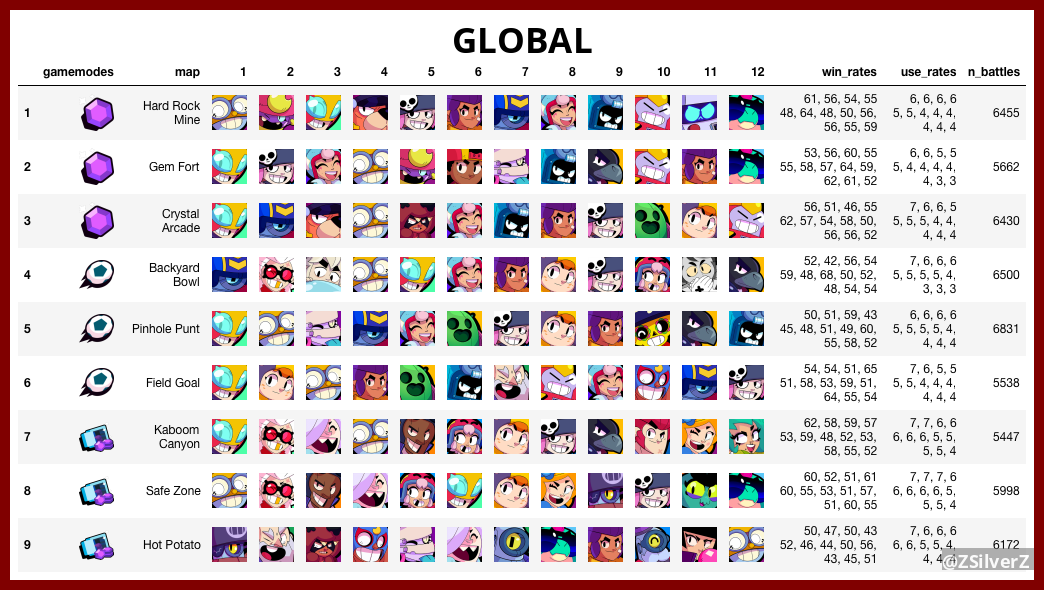 GLOBAL
gamemodes map 1 2 3 4 5 6 7 8 9 10 11 12 win_rates use_rates n_battles
1 Hard Rock Mine 61, 56, 54, 55 6, 6, 6, 6 6455
48, 64, 48, 50, 56, 5, 5, 4, 4, 4,
56, 55, 59 4, 4, 4
2 Gem Fort 53, 56, 60, 55 6, 6, 5, 5 5662
55, 58, 57, 64, 59, 5, 4, 4, 4, 4,
62, 61, 52 4, 3, 3
3 Crystal Arcade 56, 51, 46, 55 7, 6, 6, 5 6430
62, 57, 54, 58, 50, 5, 5, 5, 4, 4,
56, 56, 52 4, 4, 4
4 Backyard Bowl 52, 42, 56, 54 7, 6, 6, 6 6500
59, 48, 68, 50, 52, 5, 5, 5, 5, 4,
48, 54, 54 3, 3, 3
5 Pinhole Punt 50, 51, 59, 43 6, 6, 6, 6 6831
45, 48, 51, 49, 60, 5, 5, 5, 5, 4,
55, 58, 52 4, 4, 4
6 Field Goal 54, 54, 51, 65 7, 6, 5, 5 5538
51, 58, 53, 59, 51, 5, 5, 4, 4, 4,
64, 55, 54 4, 4, 4
7 Kaboom Canyon 62, 58, 59, 57 7, 7, 6, 6 5447
53, 59, 48, 52, 53, 6, 6, 6, 5, 5,
58, 55, 52 5, 5, 4
8 Safe Zone 60, 52, 51, 61 7, 7, 7, 6 5998
60, 55, 53, 51, 57, 6, 6, 6, 6, 5,
51, 60, 55 5, 5, 4
9 Hot Potato 50, 47, 50, 43 7, 6, 6, 6 6172
52, 46, 44, 50, 56, 6, 6, 5, 5, 4,
43, 45, 51 4, 4,
@ZSilverZ